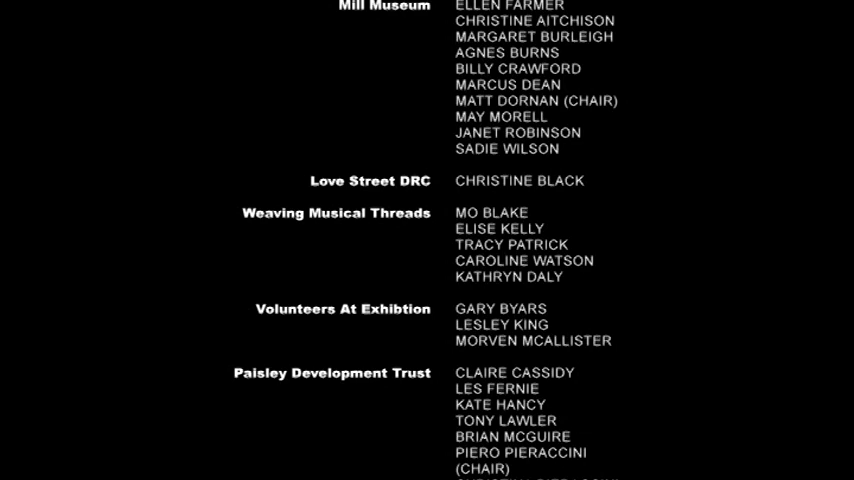 Mill Museum ELLEN FARMER
CHRISTINE AITCHISON
MARGARET BURLEIGH
AGNES BURNS
BILLY CRAWFORD
MARCUS DEAN
MATT DORNAN (CHAIR)
MAY MORELL
JANET ROBINSON
SADIE WILSON
Love Street DRC CHRISTINE BLACK
Weaving Musical Threads MO BLAKE
ELISE KELLY
TRACY PATRICK
CAROLINE WATSON
KATHRYN DALY
Volunteers At Exhibtion GARY BYARS
LESLEY KING
MORVEN MCALLISTER
Paisley Development Trust CLAIRE CASSIDY
LES FERNIE
KATE HANCY
TONY LAWLER
BRIAN MCGUIRE
PIERO PIERACCINI
(CHAIR)